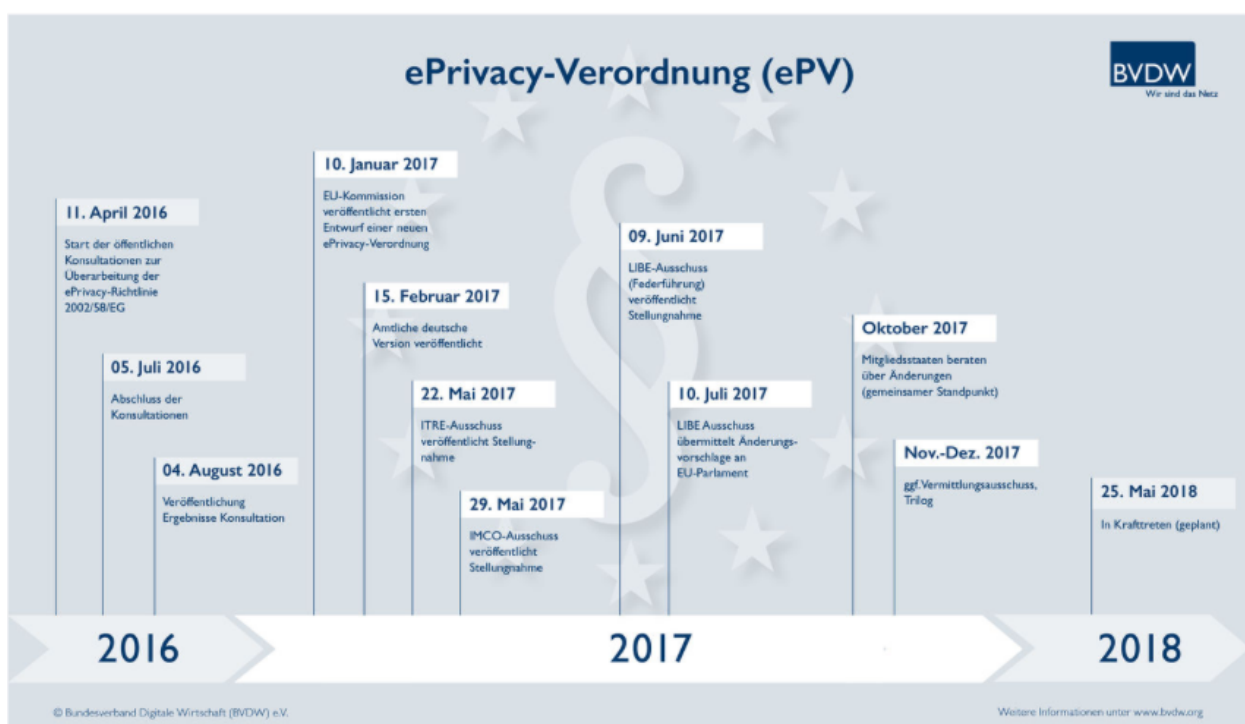 ePrivacy-Verordnung (ePV)
BVDW
Wir sind das Netz
11. April 2016
Start der öffentlichen
Konsultationen zur
Überarbeitung der
ePrivacy-Richtlinie
2002/58/EG
05. Juli 2016
Abschluss der
Konsultationen
04. August 2016
Veröffentlichung
Ergebnisse Konsultation
10. Januar 2017
EU-Kommission
veröffentlicht ersten
Entwurf einer neuen
ePrivacy-Verordnung
15. Februar 2017
Amtliche deutsche
Version veröffentlicht
22. Mai 2017
ITRE-Ausschuss
veröffentlicht Stellung-
nahme
29. Mai 2017
IMCO-Ausschuss
veröffentlicht
Stellungnahme
09. Juni 2017
LIBE-Ausschuss
(Federführung)
veröffentlicht
Stellungnahme
10. Juli 2017
LIBE Ausschuss
übermittelt Änderungs-
vorschlage an
EU-Parlament
Oktober 2017
Mitgliedsstaaten beraten
über Änderungen
(gemeinsamer Standpunkt)
Nov.-Dez. 2017
ggf.Vermittlungsausschuss,
Trilog
25. Mai 2018
In Krafttreten (geplant)
2016
2017
2018
© Bundesverband Digitale Wirtschaft (BVDW) e.V.
Weitere Informationen unter www.bvdw.org